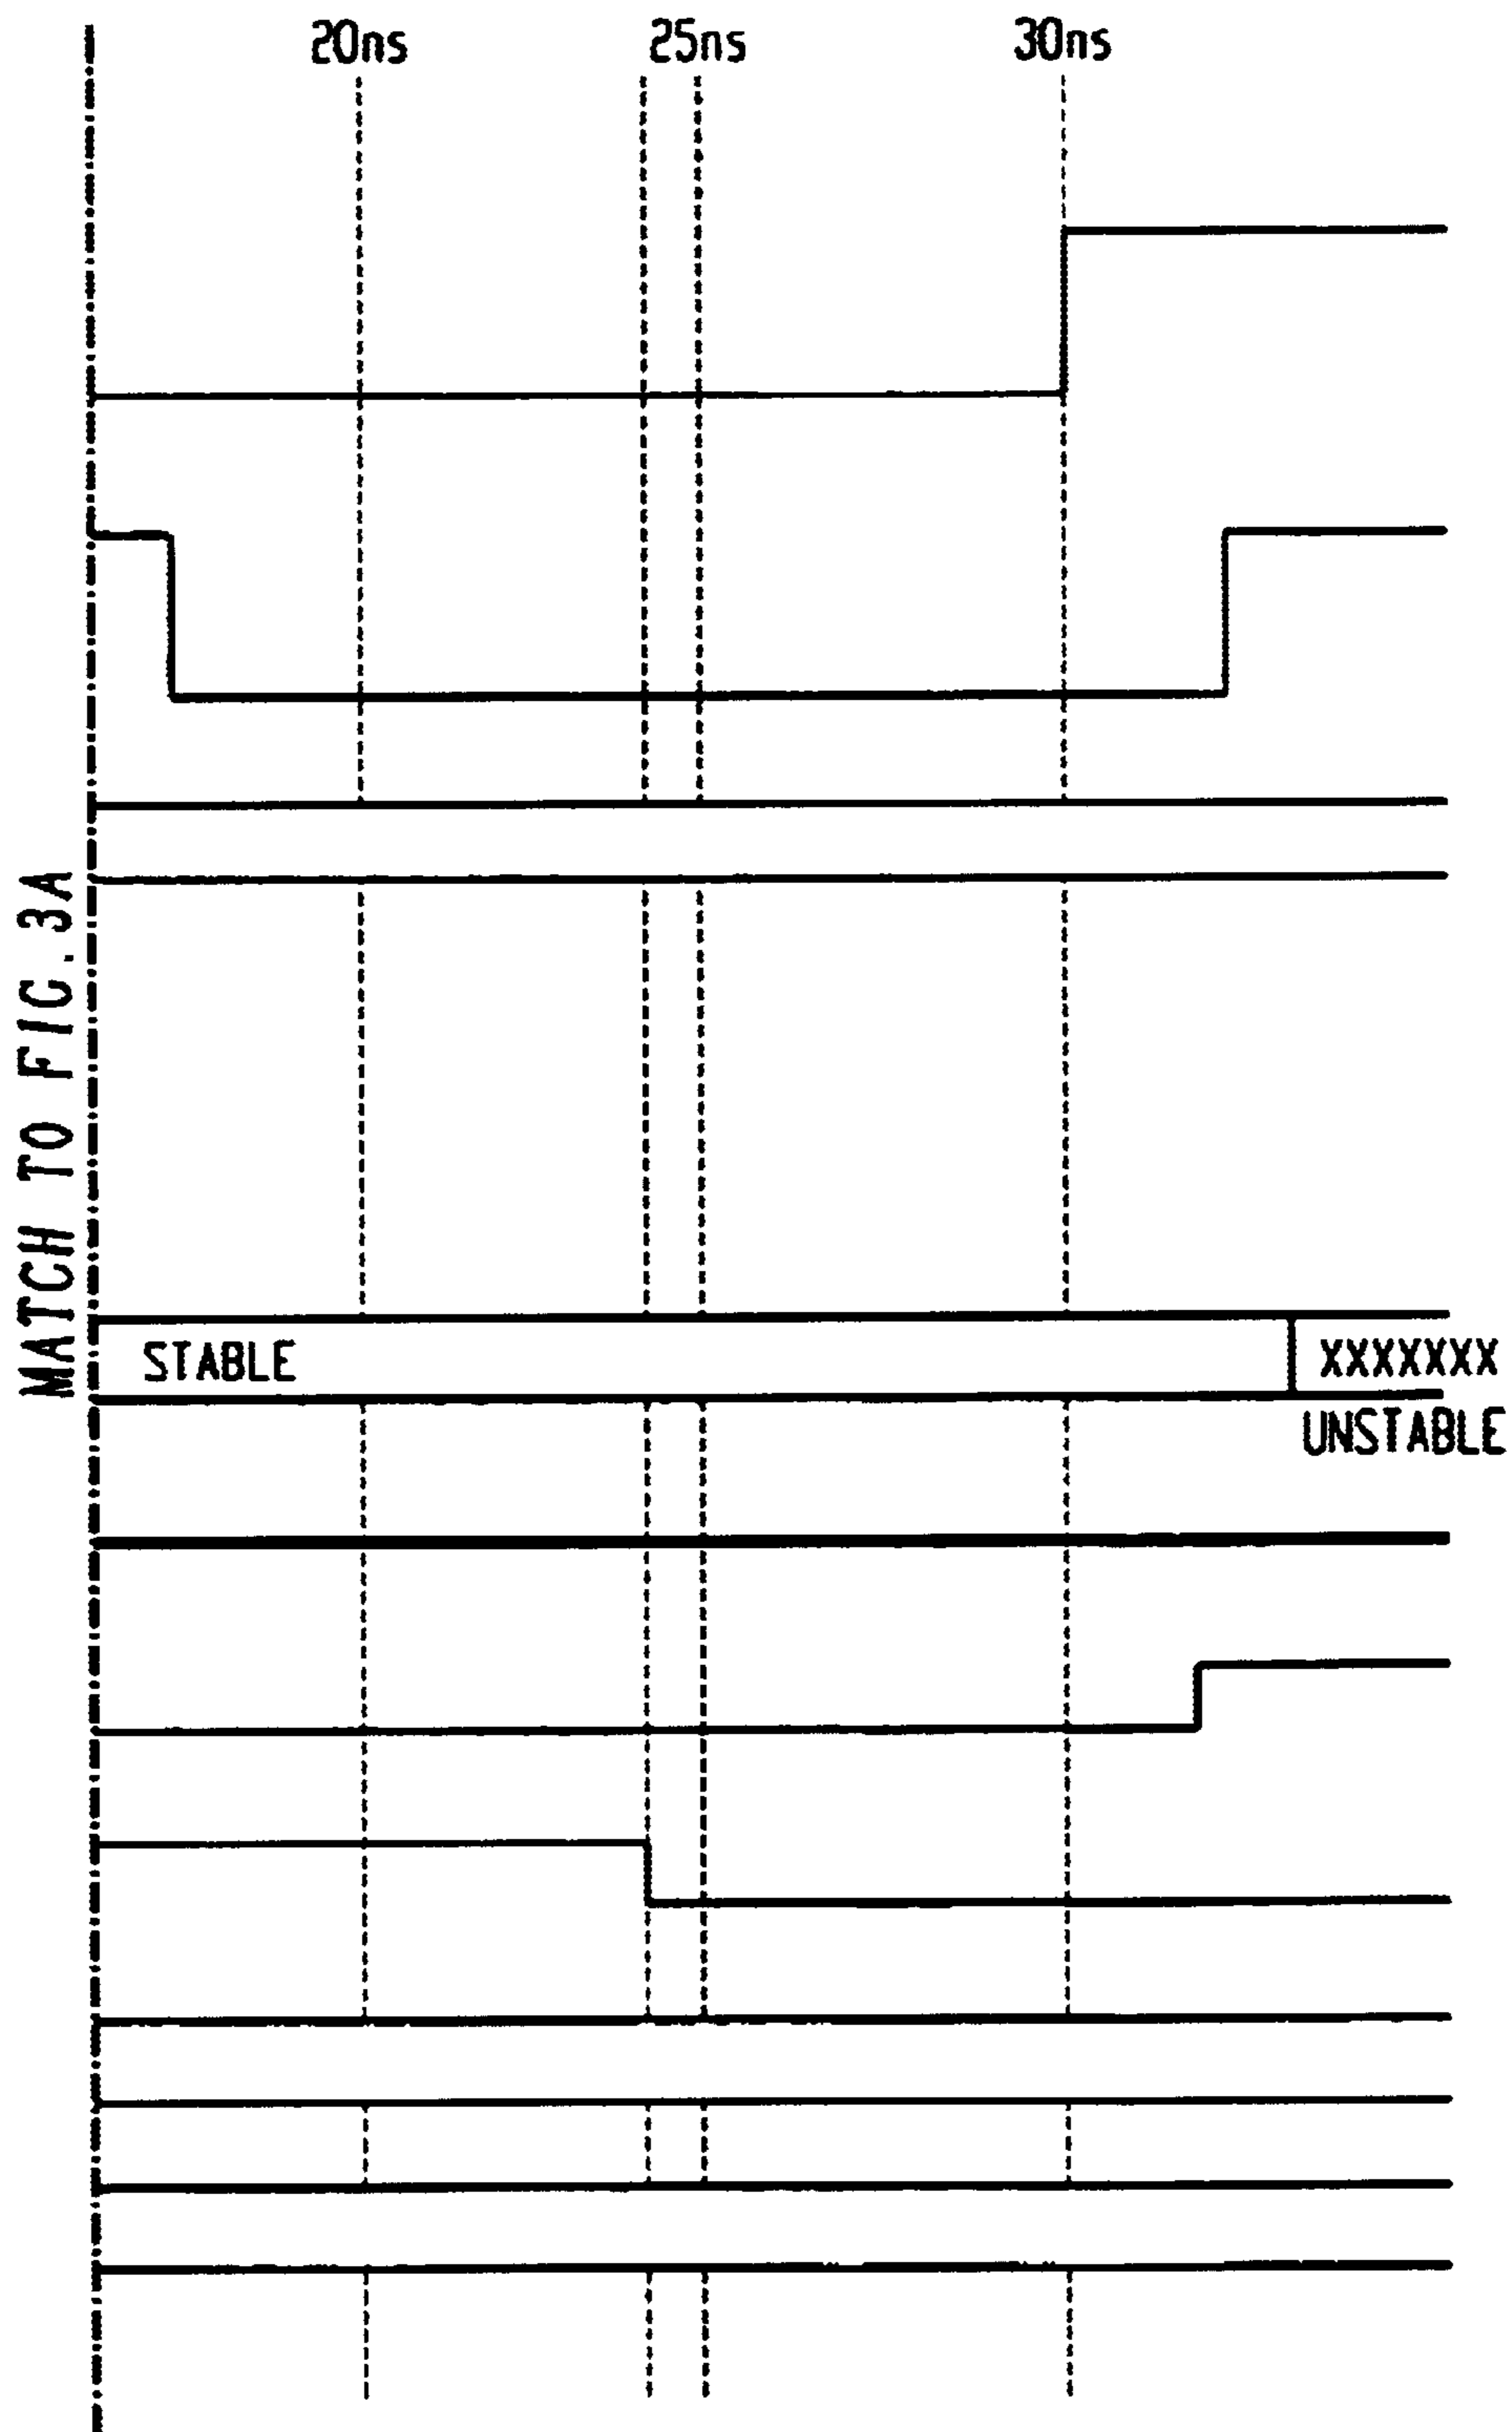 20ns 25ns 30ns
MATCH TO FIG. 3A
STABLE XXXXXXX
UNSTABLE